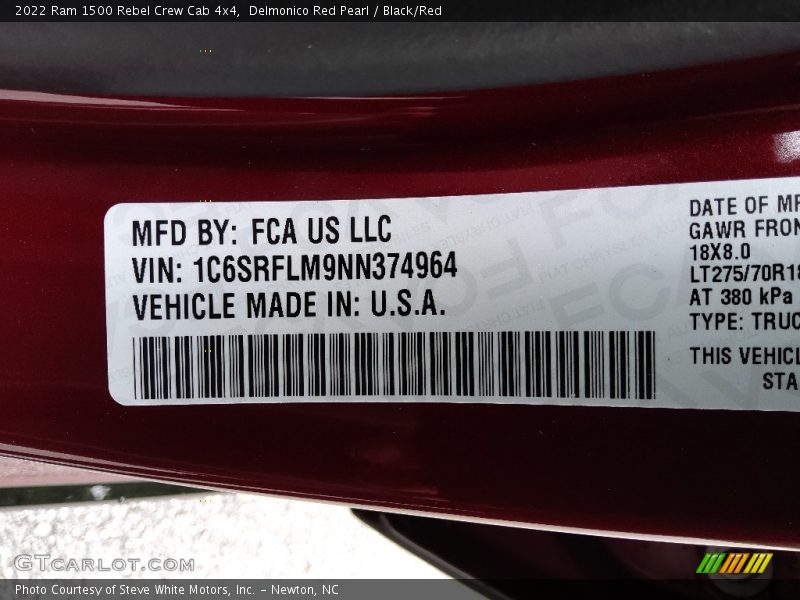 2022 Ram 1500 Rebel Crew Cab 4x4,  Delmonico Red Pearl / Black/Red
MFD BY: FCA US LLC
VIN: 1C6SRFLM9NN374964
VEHICLE MADE IN: U.S.A.
DATE OF MF
GAWR FRON
18X8.0
LT275/70R18
AT 380 kPa
TYPE: TRUC
THIS VEHICL
STA
GTCARLOT.COM
Photo Courtesy of Steve White Motors, Inc. – Newton, NC